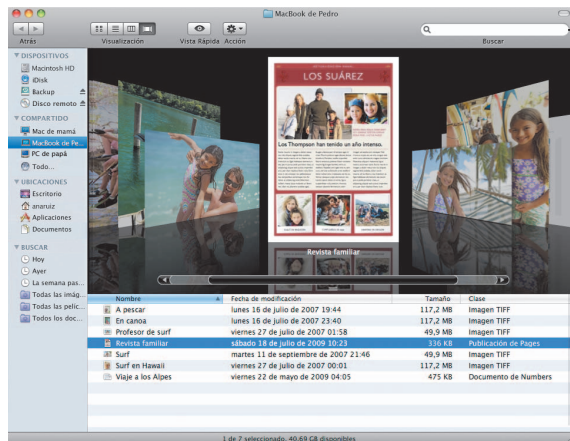 MacBook de Pedro
Atrás
Visualización
Vista Rápida
Acción
Buscar
DISPOSITIVOS
Macintosh HD
iDisk
Backup
Disco remoto
COMPARTIDO
Mac de mamá
MacBook de Pe...
PC de papá
Todo...
UBICACIONES
Escritorio
anaruiz
Aplicaciones
Documentos
BUSCAR
Hoy
Ayer
La semana pas...
Todas las imág...
Todas las pelíc...
Todos los doc...
LOS SUÁREZ
Los Thompson han tenido un año intenso.
Revista familiar
Nombre Fecha de modificación Tamaño Clase
A pescar lunes 16 de julio de 2007 19:44 117,2 MB Imagen TIFF
En canoa lunes 16 de julio de 2007 23:40 117,2 MB Imagen TIFF
Profesor de surf viernes 27 de julio de 2007 01:58 49,9 MB Imagen TIFF
Revista familiar sábado 18 de julio de 2009 10:23 336 KB Publicación de Pages
Surf martes 11 de septiembre de 2007 21:46 49,9 MB Imagen TIFF
Surf en Hawaii viernes 27 de julio de 2007 00:01 117,2 MB Imagen TIFF
Viaje a los Alpes viernes 22 de mayo de 2009 04:05 475 KB Documento de Numbers
1 de 7 seleccionado, 40,69 GB disponibles